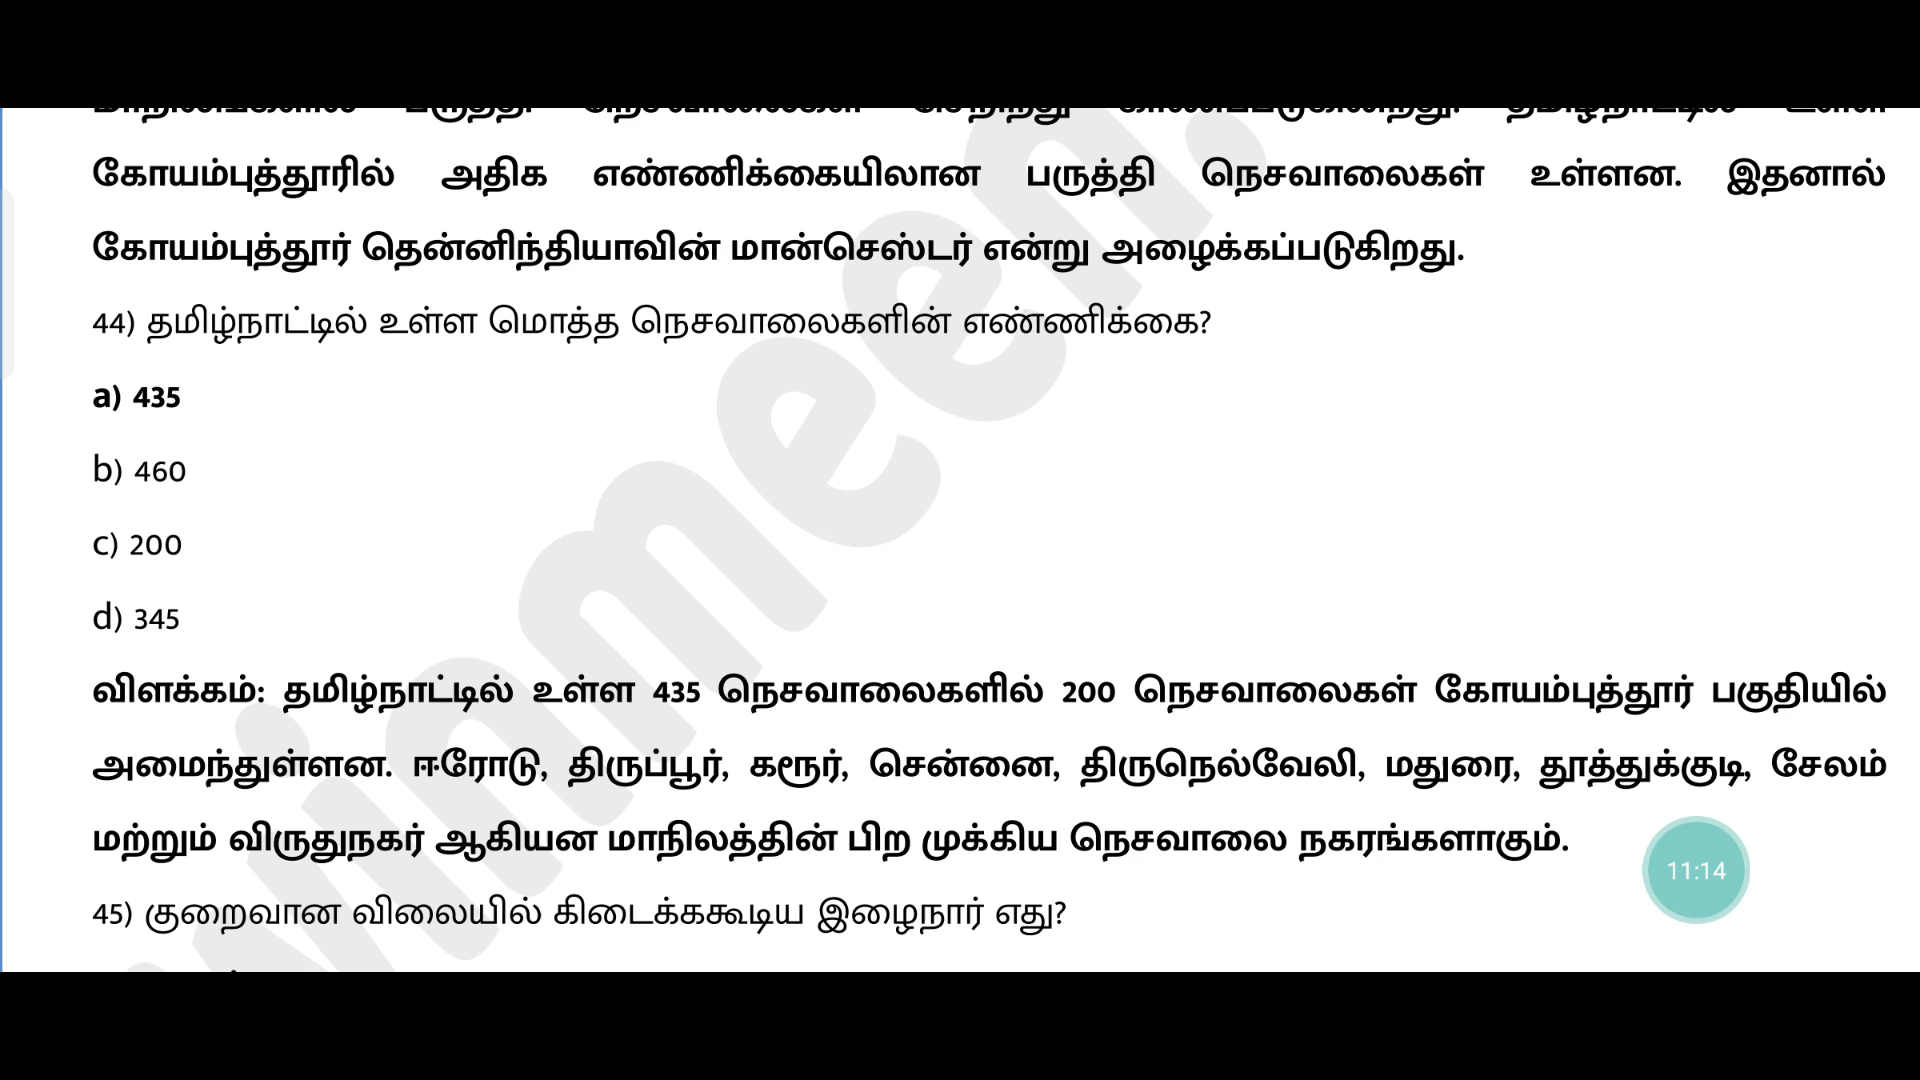 கோயம்புத்தூரில் அதிக எண்ணிக்கையிலான பருத்தி நெசவாலைகள் உள்ளன. இதனால்
கோயம்புத்தூர் தென்னிந்தியாவின் மான்செஸ்டர் என்று அழைக்கப்படுகிறது.
44) தமிழ்நாட்டில் உள்ள மொத்த நெசவாலைகளின் எண்ணிக்கை?
a) 435
b) 460
c) 200
d) 345
விளக்கம்: தமிழ்நாட்டில் உள்ள 435 நெசவாலைகளில் 200 நெசவாலைகள் கோயம்புத்தூர் பகுதியில்
அமைந்துள்ளன. ஈரோடு, திருப்பூர், கரூர், சென்னை, திருநெல்வேலி, மதுரை, தூத்துக்குடி, சேலம்
மற்றும் விருதுநகர் ஆகியன மாநிலத்தின் பிற முக்கிய நெசவாலை நகரங்களாகும்.
11:14
45) குறைவான விலையில் கிடைக்ககூடிய இழைநார் எது?
winmeen.